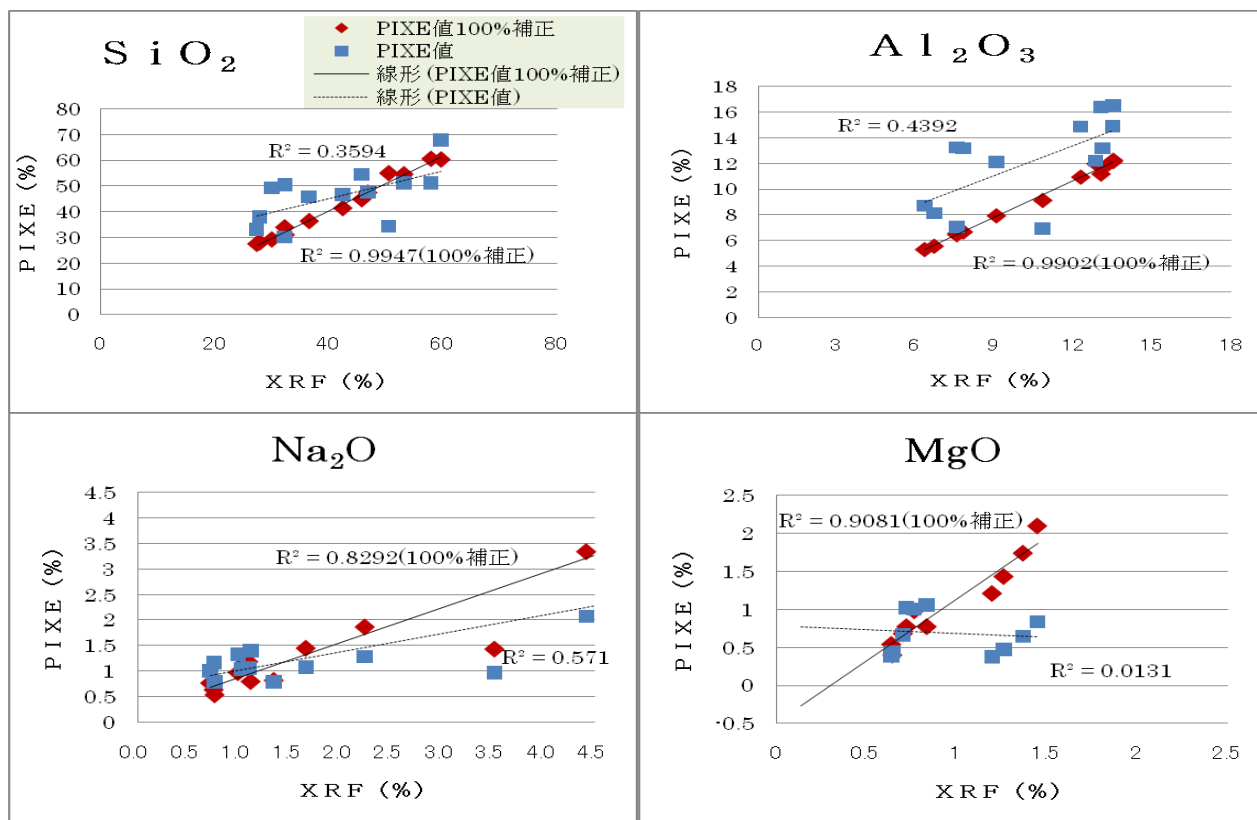 S i O₂
PIXE値100%補正
PIXE値
線形 (PIXE値100%補正)
線形 (PIXE値)
80
70
60
50
40
30
20
10
0
PIXE (%)
R² = 0.3594
R² = 0.9947(100%補正)
0 20 40 60 80
XRF (%)
Al₂O₃
18
16
14
12
10
8
6
4
2
0
PIXE (%)
R² = 0.4392
R² = 0.9902(100%補正)
0 3 6 9 12 15 18
XRF (%)
Na₂O
4.5
4
3.5
3
2.5
2
1.5
1
0.5
0
PIXE (%)
R² = 0.8292(100%補正)
R² = 0.571
0.0 0.5 1.0 1.5 2.0 2.5 3.0 3.5 4.0 4.5
XRF (%)
MgO
2.5
2
1.5
1
0.5
0
-0.5
PIXE (%)
R² = 0.9081(100%補正)
R² = 0.0131
0 0.5 1 1.5 2 2.5
XRF (%)